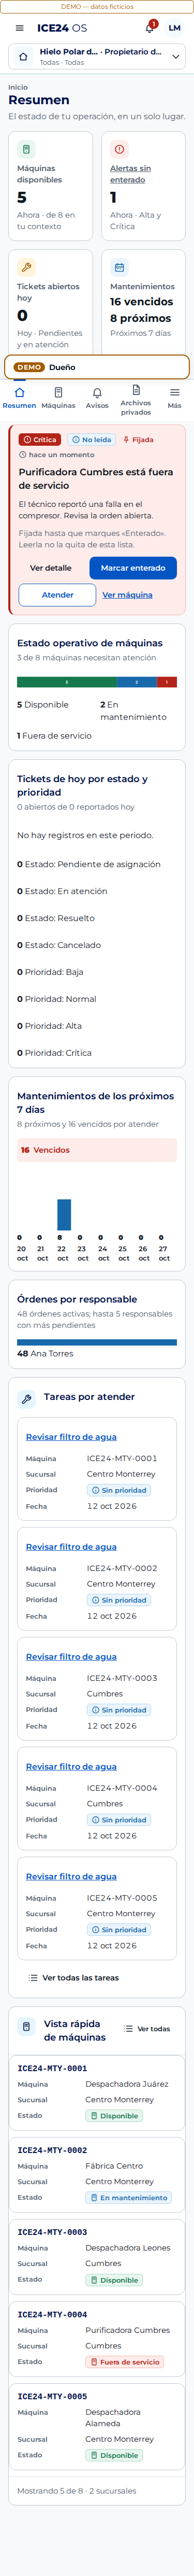 DEMO — datos ficticios
ICE24 OS
1
LM
Hielo Polar d... · Propietario d...
Todas · Todas
Inicio
Resumen
El estado de tu operación, en un solo lugar.
Máquinas disponibles
5
Ahora · de 8 en tu contexto
Alertas sin enterado
1
Ahora · Alta y Crítica
Tickets abiertos hoy
0
Hoy · Pendientes y en atención
Mantenimientos
16 vencidos
8 próximos
Próximos 7 días
DEMO Dueño
Resumen
Máquinas
Avisos
Archivos privados
Más
Crítica
No leída
Fijada
hace un momento
Purificadora Cumbres está fuera de servicio
El técnico reportó una falla en el compresor. Revisa la orden abierta.
Fijada hasta que marques «Enterado». Leerla no la quita de esta lista.
Ver detalle
Marcar enterado
Atender
Ver máquina
Estado operativo de máquinas
3 de 8 máquinas necesitan atención
5
2
1
5 Disponible
2 En mantenimiento
1 Fuera de servicio
Tickets de hoy por estado y prioridad
0 abiertos de 0 reportados hoy
No hay registros en este periodo.
0 Estado: Pendiente de asignación
0 Estado: En atención
0 Estado: Resuelto
0 Estado: Cancelado
0 Prioridad: Baja
0 Prioridad: Normal
0 Prioridad: Alta
0 Prioridad: Crítica
Mantenimientos de los próximos 7 días
8 próximos y 16 vencidos por atender
16 Vencidos
0 0 8 0 0 0 0 0
20 oct 21 oct 22 oct 23 oct 24 oct 25 oct 26 oct 27 oct
Órdenes por responsable
48 órdenes activas; hasta 5 responsables con más pendientes
48 Ana Torres
Tareas por atender
Revisar filtro de agua
Máquina ICE24-MTY-0001
Sucursal Centro Monterrey
Prioridad Sin prioridad
Fecha 12 oct 2026
Revisar filtro de agua
Máquina ICE24-MTY-0002
Sucursal Centro Monterrey
Prioridad Sin prioridad
Fecha 12 oct 2026
Revisar filtro de agua
Máquina ICE24-MTY-0003
Sucursal Cumbres
Prioridad Sin prioridad
Fecha 12 oct 2026
Revisar filtro de agua
Máquina ICE24-MTY-0004
Sucursal Cumbres
Prioridad Sin prioridad
Fecha 12 oct 2026
Revisar filtro de agua
Máquina ICE24-MTY-0005
Sucursal Centro Monterrey
Prioridad Sin prioridad
Fecha 12 oct 2026
Ver todas las tareas
Vista rápida de máquinas
Ver todas
ICE24-MTY-0001
Máquina Despachadora Juárez
Sucursal Centro Monterrey
Estado Disponible
ICE24-MTY-0002
Máquina Fábrica Centro
Sucursal Centro Monterrey
Estado En mantenimiento
ICE24-MTY-0003
Máquina Despachadora Leones
Sucursal Cumbres
Estado Disponible
ICE24-MTY-0004
Máquina Purificadora Cumbres
Sucursal Cumbres
Estado Fuera de servicio
ICE24-MTY-0005
Máquina Despachadora Alameda
Sucursal Centro Monterrey
Estado Disponible
Mostrando 5 de 8 · 2 sucursales